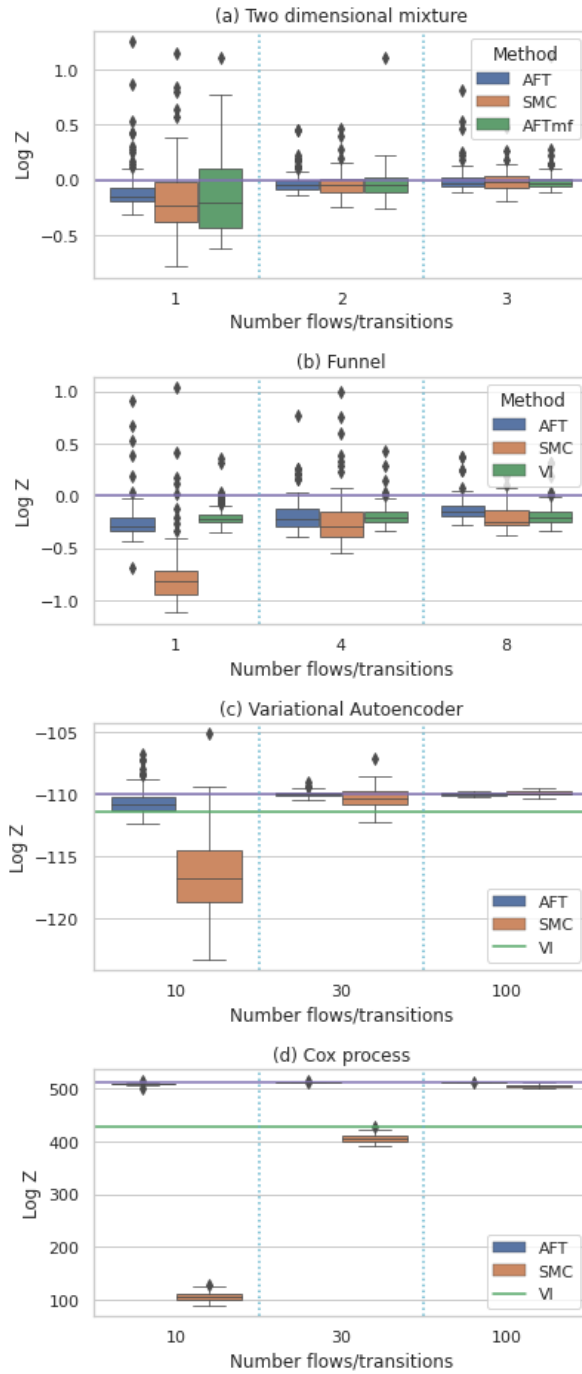 (a) Two dimensional mixture
Log Z
1.0
0.5
0.0
−0.5
Method
AFT
SMC
AFTmf
1
2
3
Number flows/transitions
(b) Funnel
Log Z
1.0
0.5
0.0
−0.5
−1.0
Method
AFT
SMC
VI
1
4
8
Number flows/transitions
(c) Variational Autoencoder
Log Z
−105
−110
−115
−120
AFT
SMC
VI
10
30
100
Number flows/transitions
(d) Cox process
Log Z
500
400
300
200
100
AFT
SMC
VI
10
30
100
Number flows/transitions